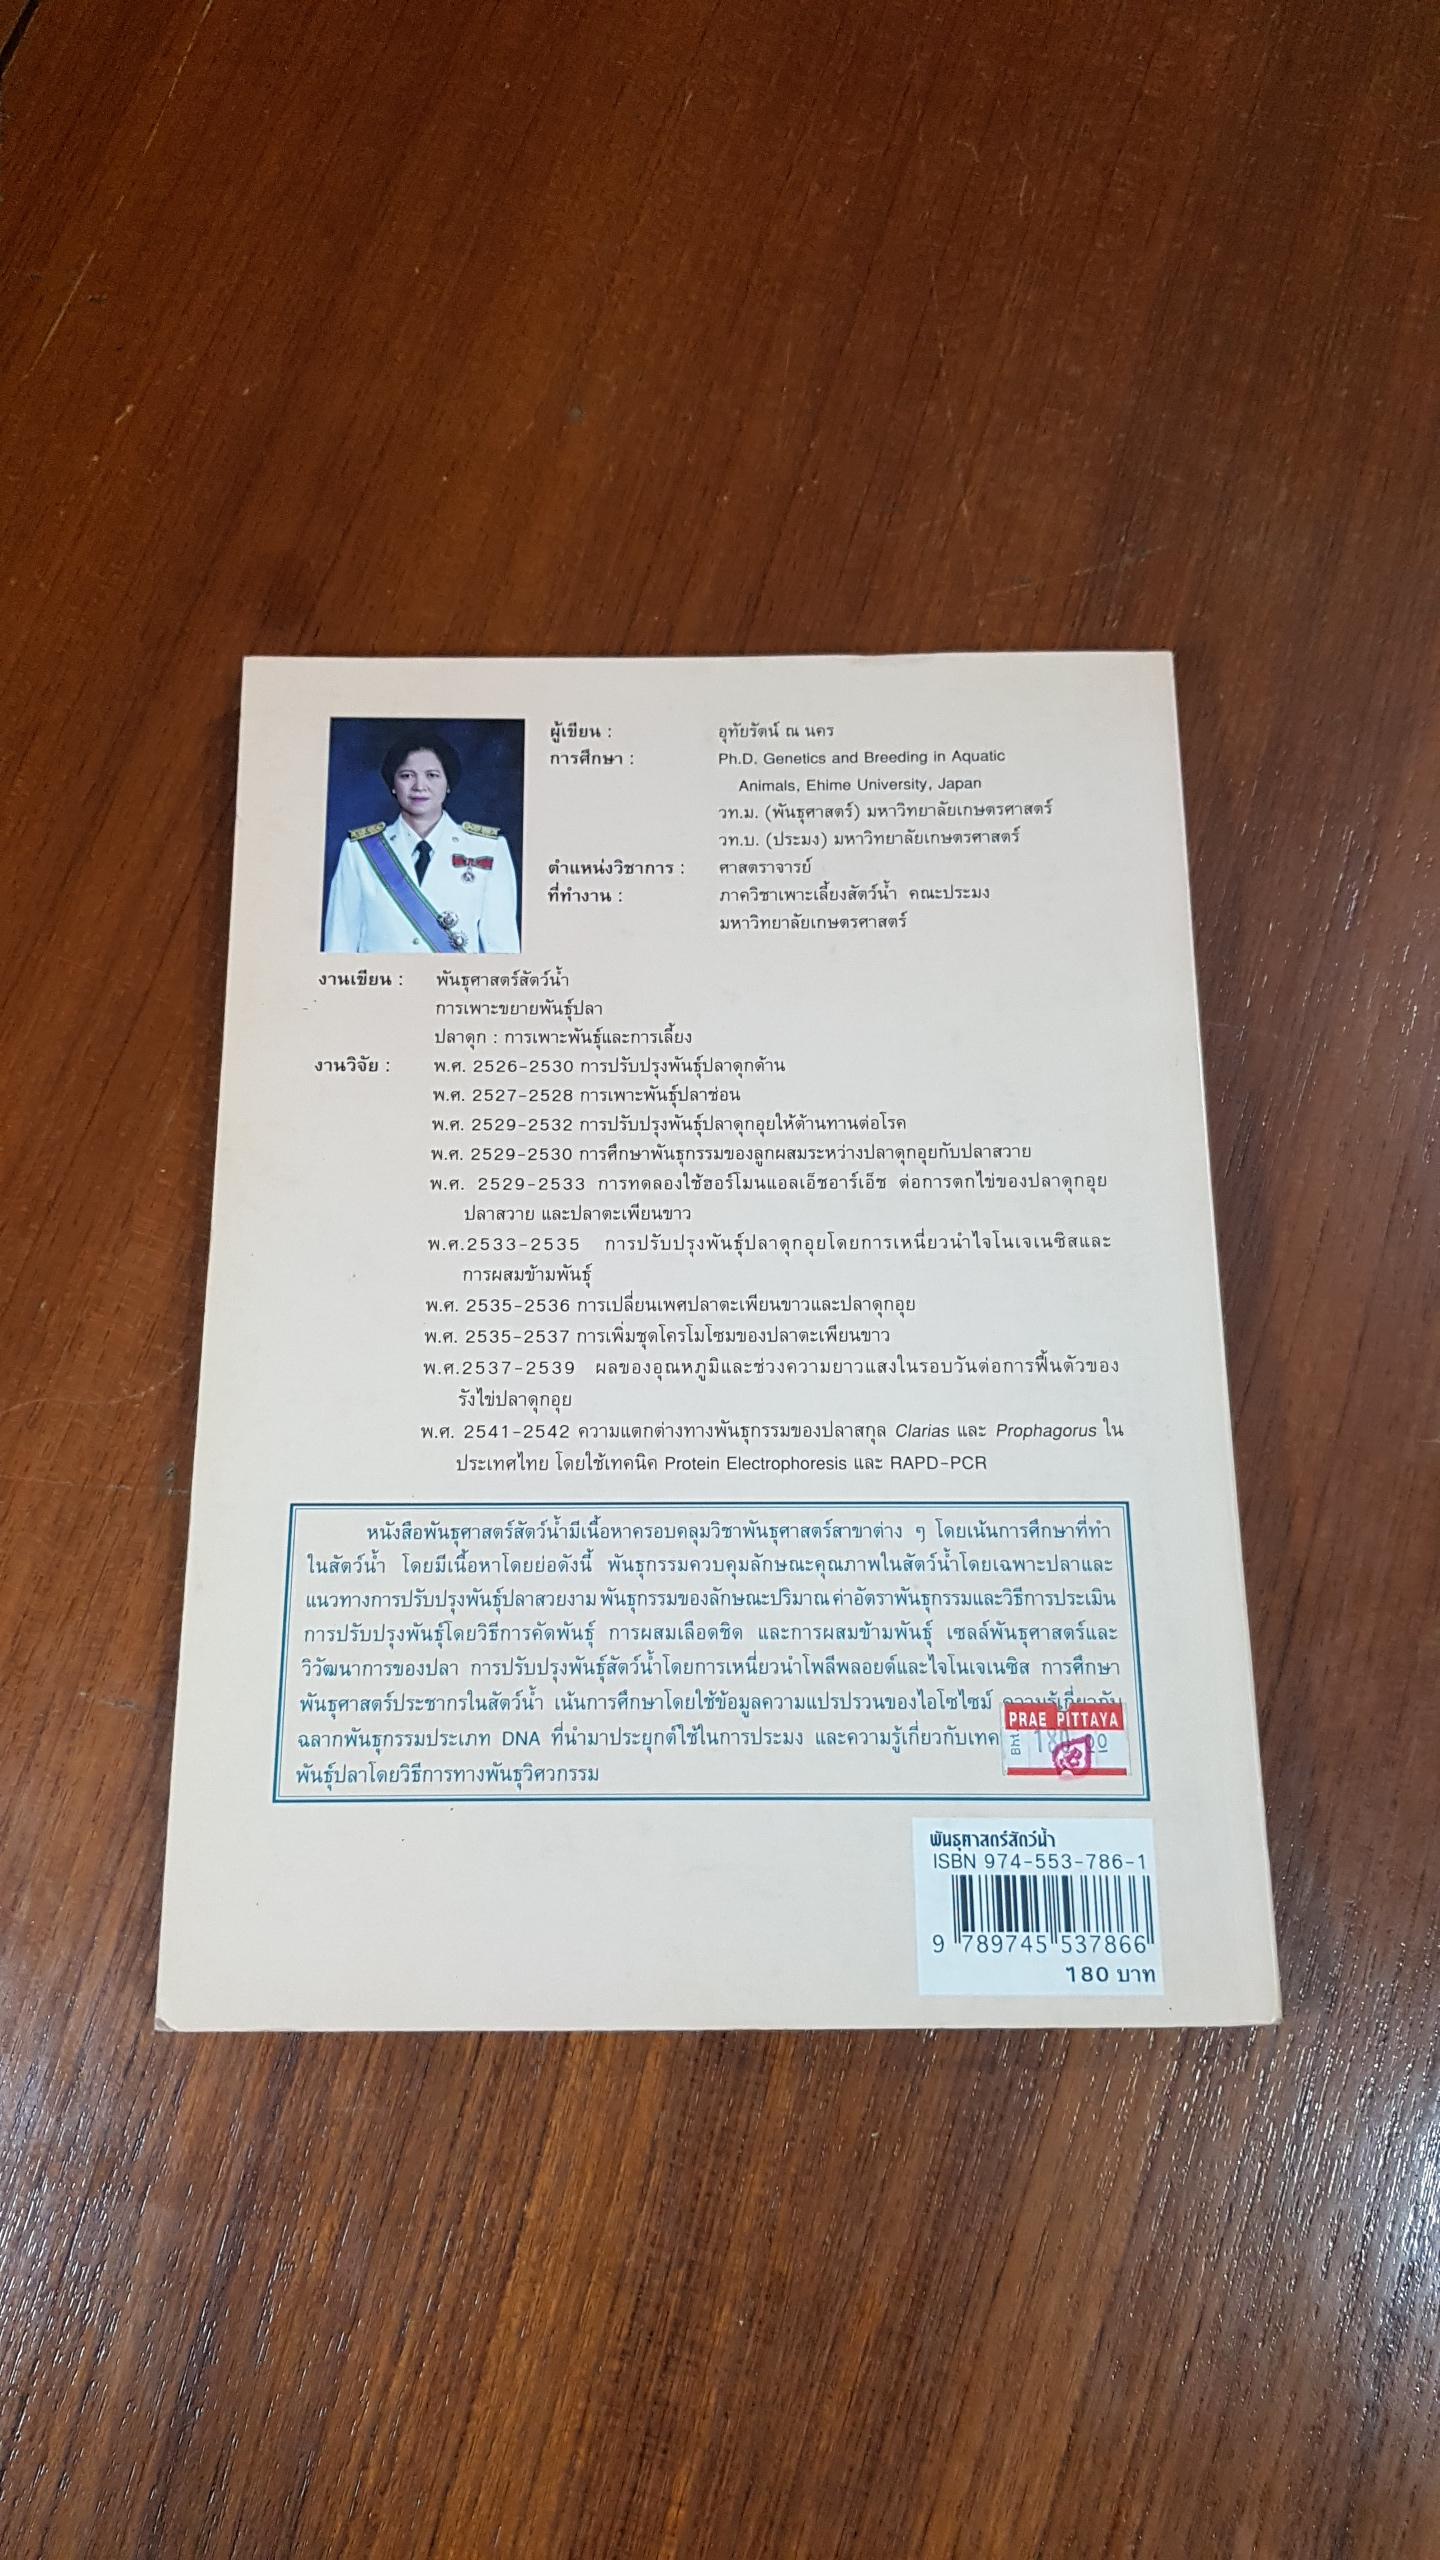 ผู้เขียน : อุทัยรัตน์ ณ นคร
การศึกษา : Ph.D. Genetics and Breeding in Aquatic
Animals, Ehime University, Japan
วท.ม. (พันธุศาสตร์) มหาวิทยาลัยเกษตรศาสตร์
วท.บ. (ประมง) มหาวิทยาลัยเกษตรศาสตร์
ตำแหน่งวิชาการ : ศาสตราจารย์
ที่ทำงาน : ภาควิชาเพาะเลี้ยงสัตว์น้ำ คณะประมง
มหาวิทยาลัยเกษตรศาสตร์
งานเขียน : พันธุศาสตร์สัตว์น้ำ
การเพาะขยายพันธุ์ปลา
ปลาดุก : การเพาะพันธุ์และการเลี้ยง
งานวิจัย : พ.ศ. 2526-2530 การปรับปรุงพันธุ์ปลาดุกด้าน
พ.ศ. 2527-2528 การเพาะพันธุ์ปลาช่อน
พ.ศ. 2529-2532 การปรับปรุงพันธุ์ปลาดุกอุยให้ต้านทานต่อโรค
พ.ศ. 2529-2530 การศึกษาพันธุกรรมของลูกผสมระหว่างปลาดุกอุยกับปลาสวาย
พ.ศ. 2529-2533 การทดลองใช้ฮอร์โมนแอลเอ็ชอาร์เอ็ช ต่อการตกไข่ของปลาดุกอุย
ปลาสวาย และปลาตะเพียนขาว
พ.ศ.2533-2535 การปรับปรุงพันธุ์ปลาดุกอุยโดยการเหนี่ยวนำไจโนเจเนซิสและ
การผสมข้ามพันธุ์
พ.ศ. 2535-2536 การเปลี่ยนเพศปลาตะเพียนขาวและปลาดุกอุย
พ.ศ. 2535-2537 การเพิ่มชุดโครโมโซมของปลาตะเพียนขาว
พ.ศ.2537-2539 ผลของอุณหภูมิและช่วงความยาวแสงในรอบวันต่อการฟื้นตัวของ
รังไข่ปลาดุกอุย
พ.ศ. 2541-2542 ความแตกต่างทางพันธุกรรมของปลาสกุล Clarias และ Prophagorus ใน
ประเทศไทย โดยใช้เทคนิค Protein Electrophoresis และ RAPD-PCR
หนังสือพันธุศาสตร์สัตว์น้ำมีเนื้อหาครอบคลุมวิชาพันธุศาสตร์สาขาต่าง ๆ โดยเน้นการศึกษาที่ทำ
ในสัตว์น้ำ โดยมีเนื้อหาโดยย่อดังนี้ พันธุกรรมควบคุมลักษณะคุณภาพในสัตว์น้ำโดยเฉพาะปลาและ
แนวทางการปรับปรุงพันธุ์ปลาสวยงาม พันธุกรรมของลักษณะปริมาณ ค่าอัตราพันธุกรรมและวิธีการประเมิน
การปรับปรุงพันธุ์โดยวิธีการคัดพันธุ์ การผสมเลือดชิด และการผสมข้ามพันธุ์ เซลล์พันธุศาสตร์และ
วิวัฒนาการของปลา การปรับปรุงพันธุ์สัตว์น้ำโดยการเหนี่ยวนำโพลีพลอยด์และไจโนเจเนซิส การศึกษา
พันธุศาสตร์ประชากรในสัตว์น้ำ เน้นการศึกษาโดยใช้ข้อมูลความแปรปรวนของไอโซไซม์ ความรู้เกี่ยวกับ
ฉลากพันธุกรรมประเภท DNA ที่นำมาประยุกต์ใช้ในการประมง และความรู้เกี่ยวกับเทค
พันธุ์ปลาโดยวิธีการทางพันธุวิศวกรรม
PRAE PITTAYA
180.00
พันธุศาสตร์สัตว์น้ำ
ISBN 974-553-786-1
9 789745 537866
180 บาท